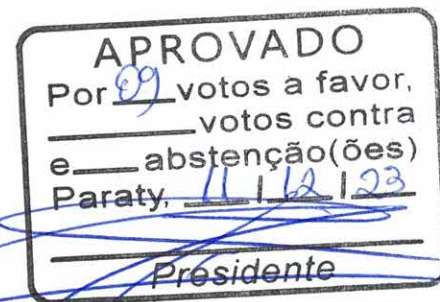 APROVADO
Por 09 votos a favor,
votos contra
e abstenção(ões)
Paraty, 11 | 12 | 23
Presidente